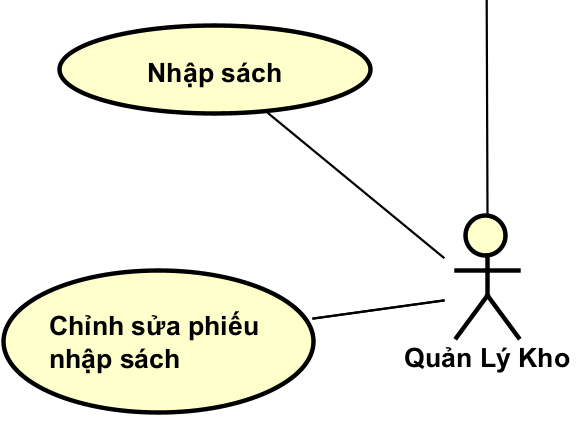 Nhập sách
Chỉnh sửa phiếu
nhập sách
Quản Lý Kho